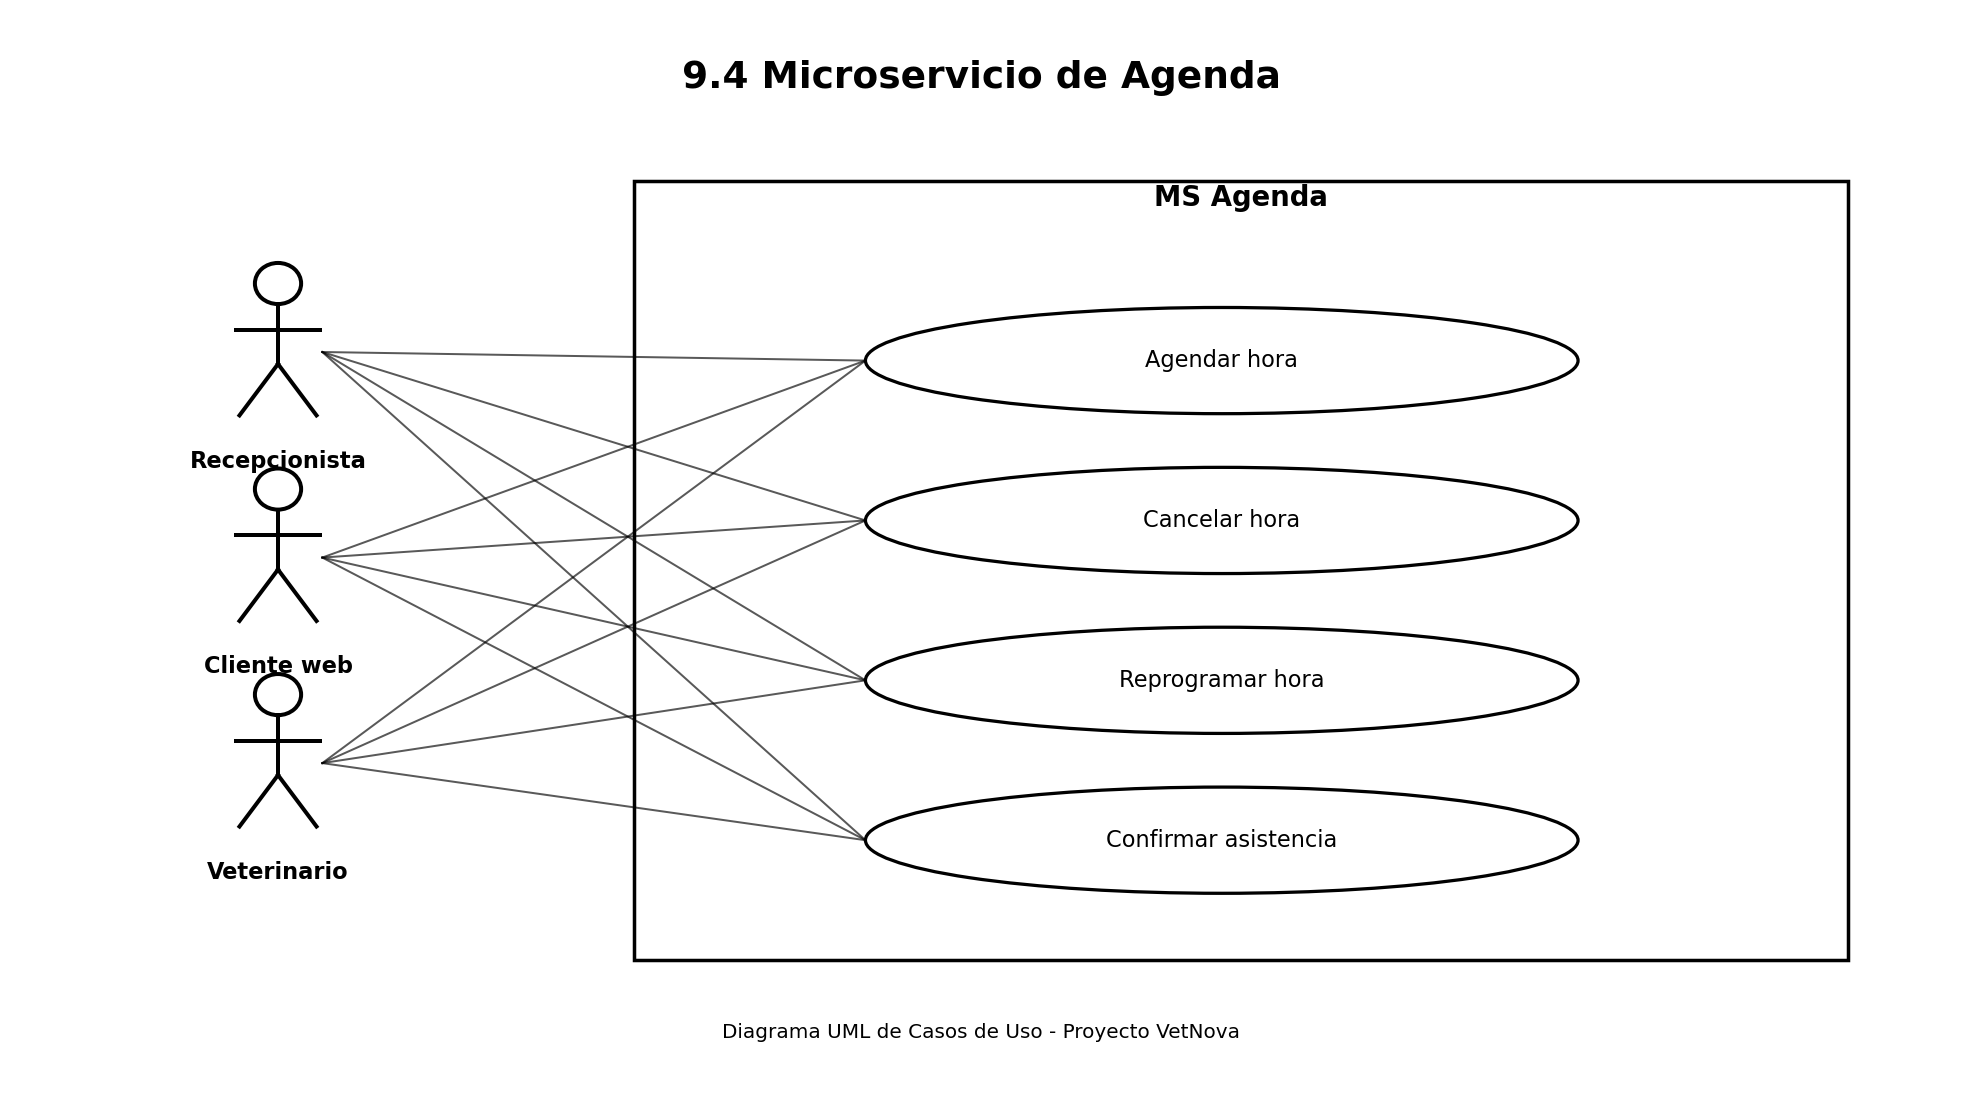 9.4 Microservicio de Agenda
MS Agenda
Recepcionista
Cliente web
Veterinario
Agendar hora
Cancelar hora
Reprogramar hora
Confirmar asistencia
Diagrama UML de Casos de Uso - Proyecto VetNova